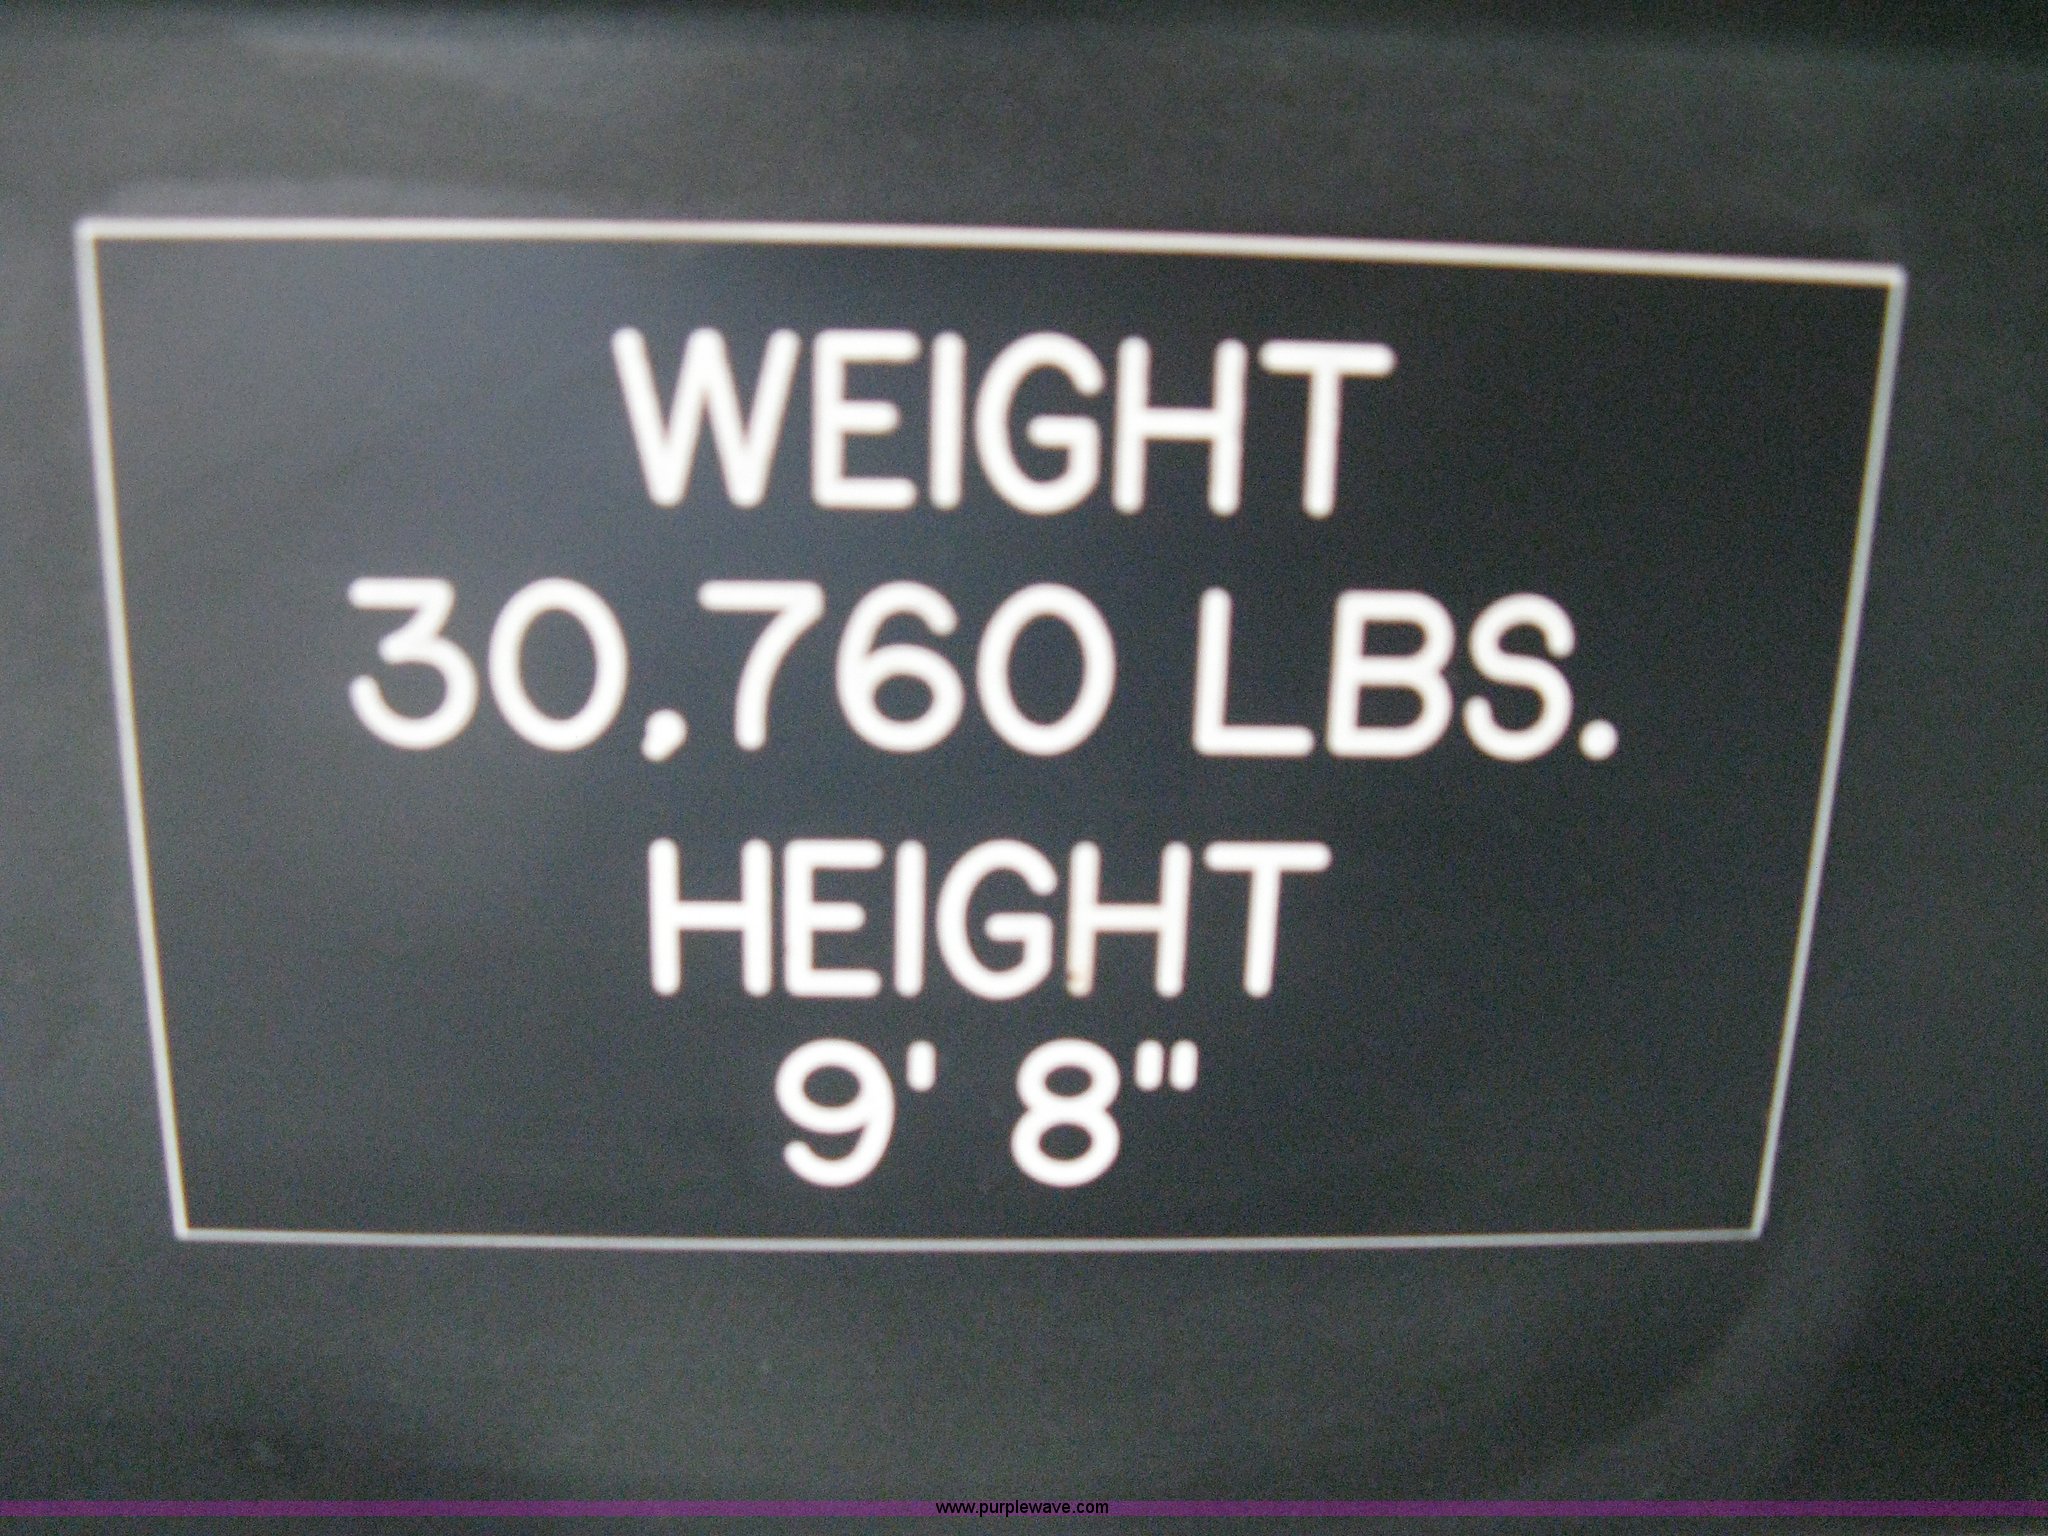 WEIGHT
30,760 LBS.
HEIGHT
9' 8"
www.purplewave.com